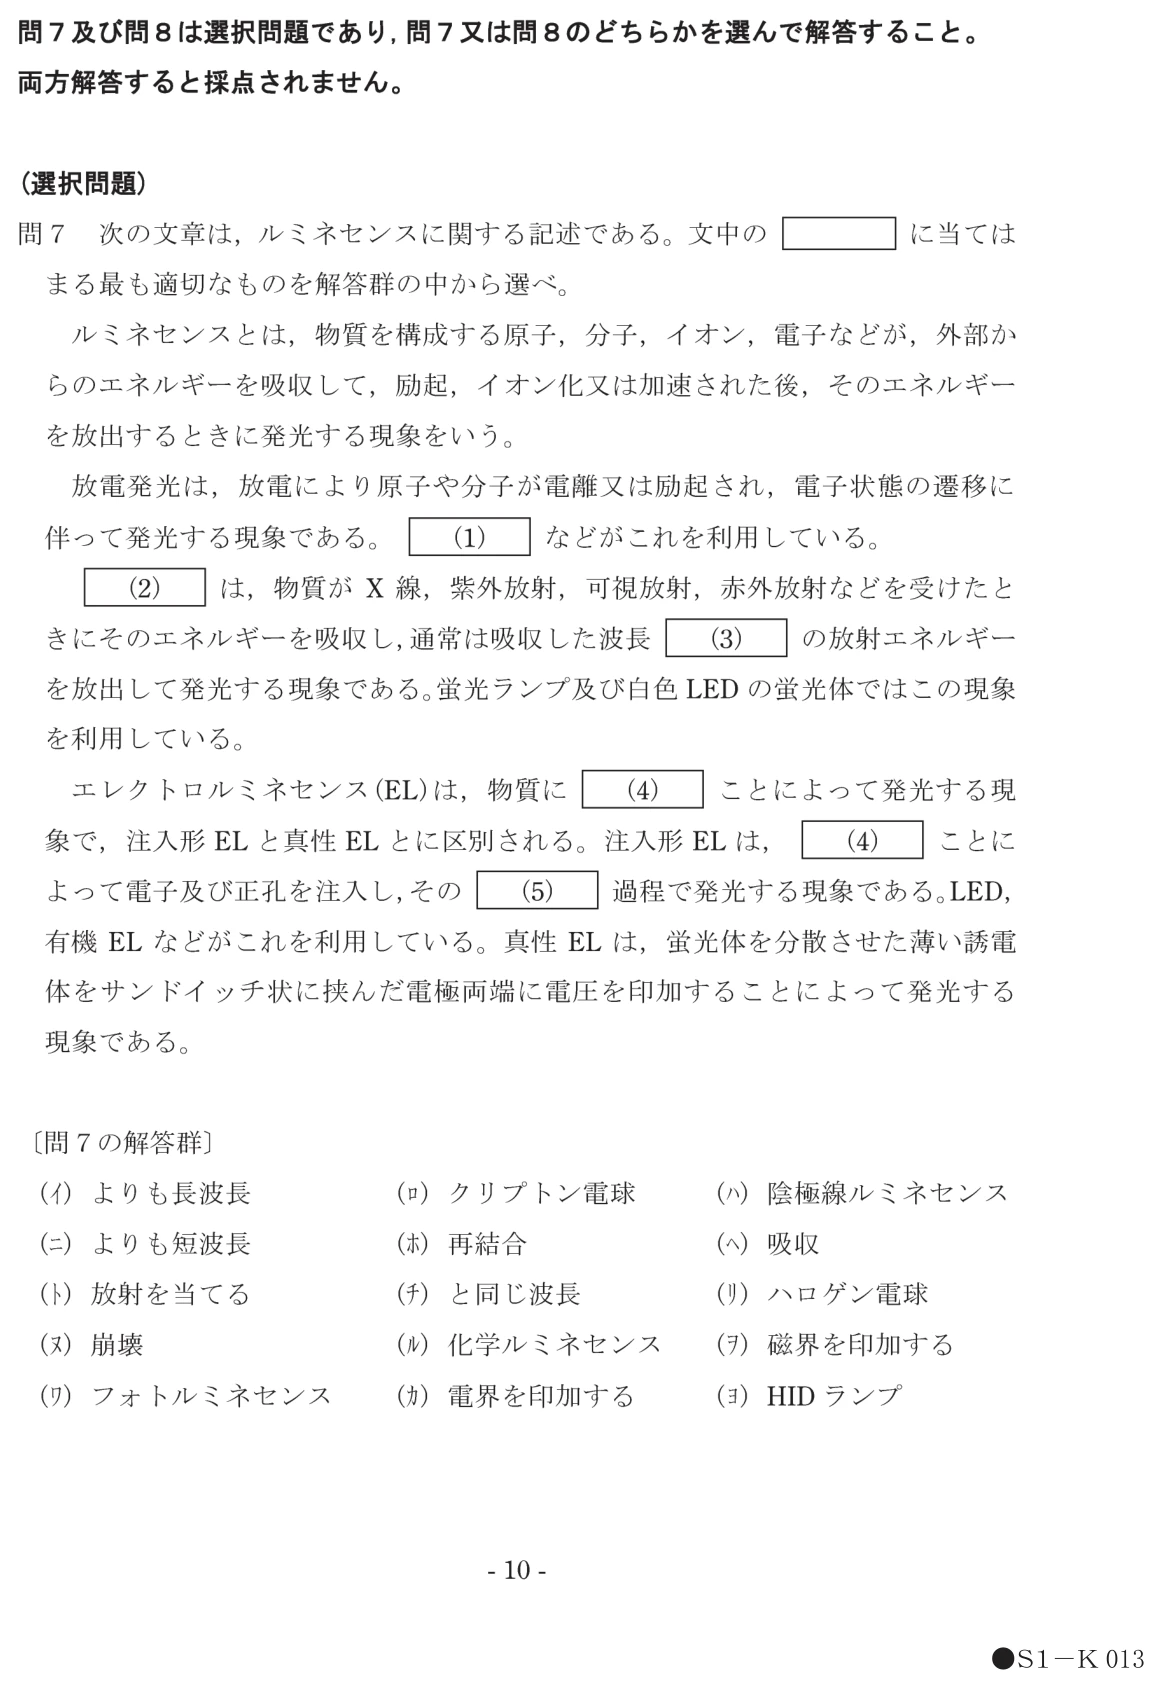 問７及び問８は選択問題であり,問７又は問８のどちらかを選んで解答すること。
両方解答すると採点されません。
(選択問題)
問７　次の文章は，ルミネセンスに関する記述である。文中の　　　　に当ては
まる最も適切なものを解答群の中から選べ。
ルミネセンスとは，物質を構成する原子，分子，イオン，電子などが，外部か
らのエネルギーを吸収して，励起，イオン化又は加速された後，そのエネルギー
を放出するときに発光する現象をいう。
放電発光は，放電により原子や分子が電離又は励起され，電子状態の遷移に
伴って発光する現象である。 (1) などがこれを利用している。
(2) は，物質が X 線，紫外放射，可視放射，赤外放射などを受けたと
きにそのエネルギーを吸収し,通常は吸収した波長 (3) の放射エネルギー
を放出して発光する現象である。蛍光ランプ及び白色 LED の蛍光体ではこの現象
を利用している。
エレクトロルミネセンス(EL)は，物質に (4) ことによって発光する現
象で，注入形 EL と真性 EL とに区別される。注入形 EL は， (4) ことに
よって電子及び正孔を注入し,その (5) 過程で発光する現象である。LED,
有機 EL などがこれを利用している。真性 EL は，蛍光体を分散させた薄い誘電
体をサンドイッチ状に挟んだ電極両端に電圧を印加することによって発光する
現象である。
〔問７の解答群〕
(ｲ) よりも長波長　(ﾛ) クリプトン電球　(ﾊ) 陰極線ルミネセンス
(ﾆ) よりも短波長　(ﾎ) 再結合　(ﾍ) 吸収
(ﾄ) 放射を当てる　(ﾁ) と同じ波長　(ﾘ) ハロゲン電球
(ﾇ) 崩壊　(ﾙ) 化学ルミネセンス　(ｦ) 磁界を印加する
(ﾜ) フォトルミネセンス　(ｶ) 電界を印加する　(ﾖ) HID ランプ
- 10 -
●S1－K 013